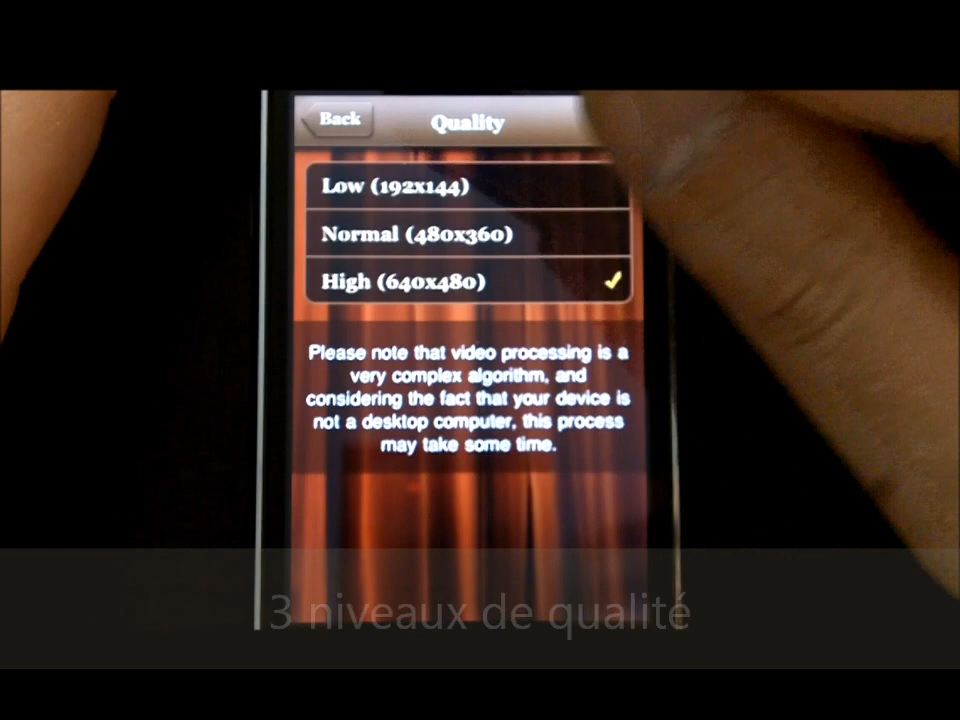 Back
Quality
Low (192x144)
Normal (480x360)
High (640x480)
Please note that video processing is a
very complex algorithm, and
considering the fact that your device is
not a desktop computer, this process
may take some time.
3 niveaux de qualité